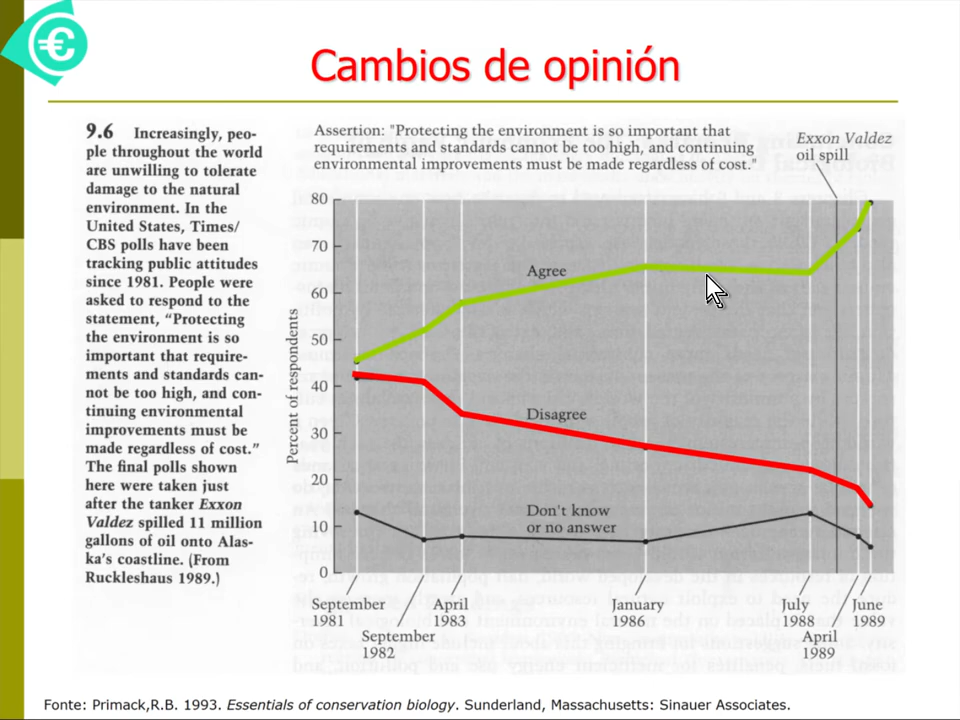 €
Cambios de opinión
9.6 Increasingly, peo-
ple throughout the world
are unwilling to tolerate
damage to the natural
environment. In the
United States, Times/
CBS polls have been
tracking public attitudes
since 1981. People were
asked to respond to the
statement, “Protecting
the environment is so
important that require-
ments and standards can-
not be too high, and con-
tinuing environmental
improvements must be
made regardless of cost.”
The final polls shown
here were taken just
after the tanker Exxon
Valdez spilled 11 million
gallons of oil onto Alas-
ka's coastline. (From
Ruckleshaus 1989.)
Assertion: "Protecting the environment is so important that
requirements and standards cannot be too high, and continuing
environmental improvements must be made regardless of cost."
Exxon Valdez
oil spill
Percent of respondents
80
70
60
50
40
30
20
10
0
Agree
Disagree
Don't know
or no answer
September
1981
September
1982
April
1983
January
1986
July
1988
April
1989
June
1989
Fonte: Primack,R.B. 1993. Essentials of conservation biology. Sunderland, Massachusetts: Sinauer Associates.